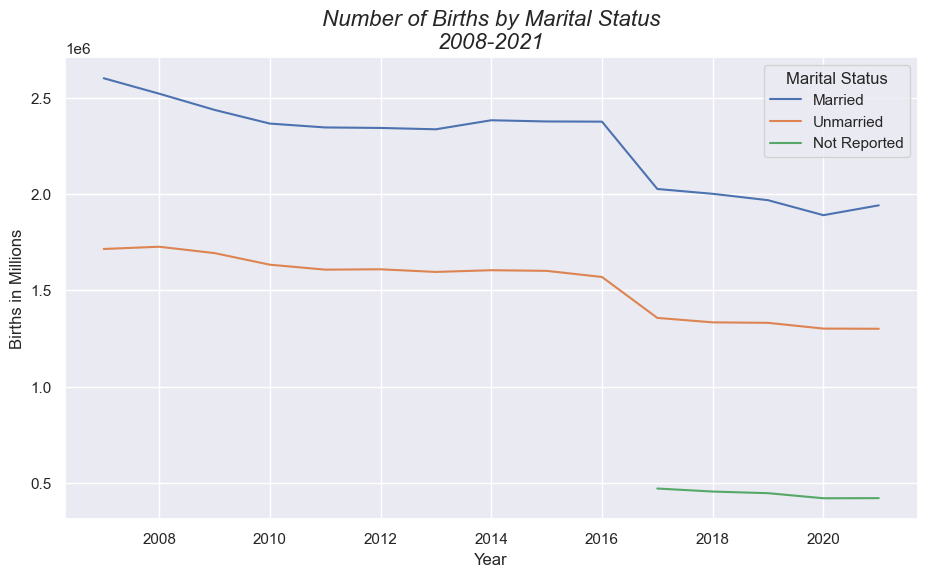 Number of Births by Marital Status
2008-2021
1e6
2.5
2.0
1.5
1.0
0.5
Births in Millions
Marital Status
Married
Unmarried
Not Reported
2008
2010
2012
2014
2016
2018
2020
Year